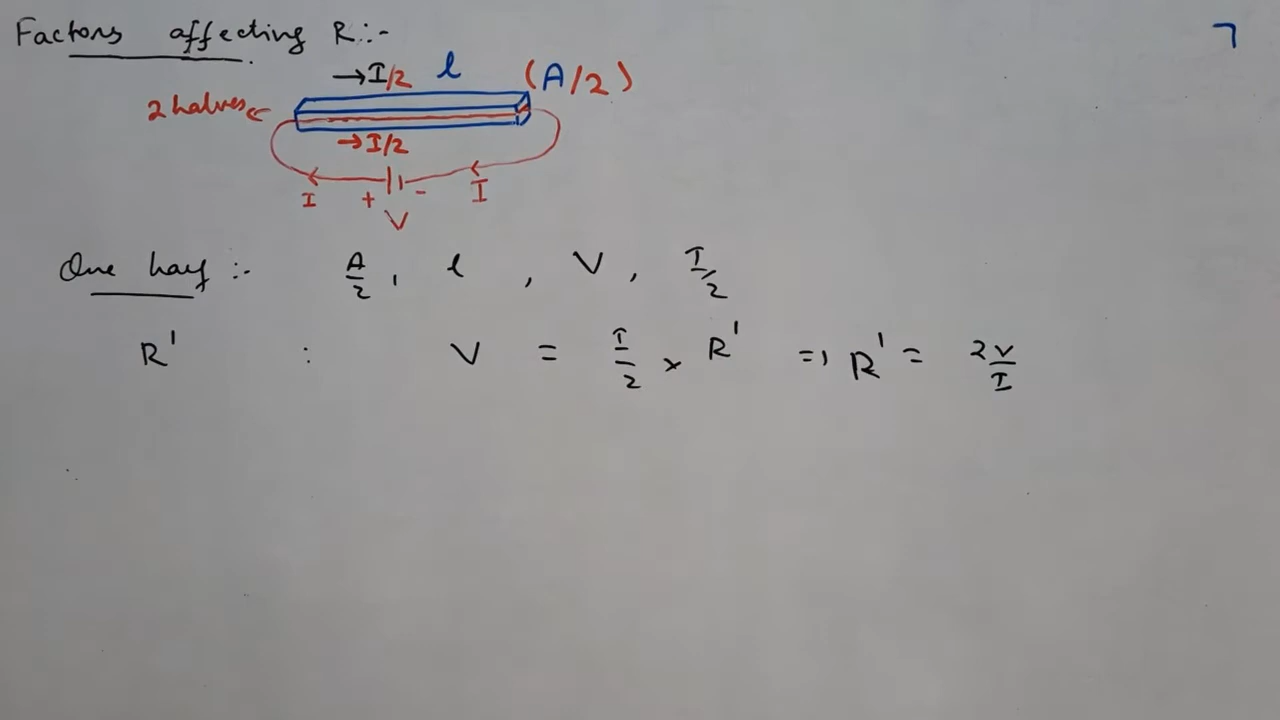 Factors affecting R :-
7
→ I/2 l (A/2)
2 halves ←
→ I/2
I + - I
V
One half :- A/2 , l , V , I/2
R' : V = I/2 × R' => R' = 2V/I